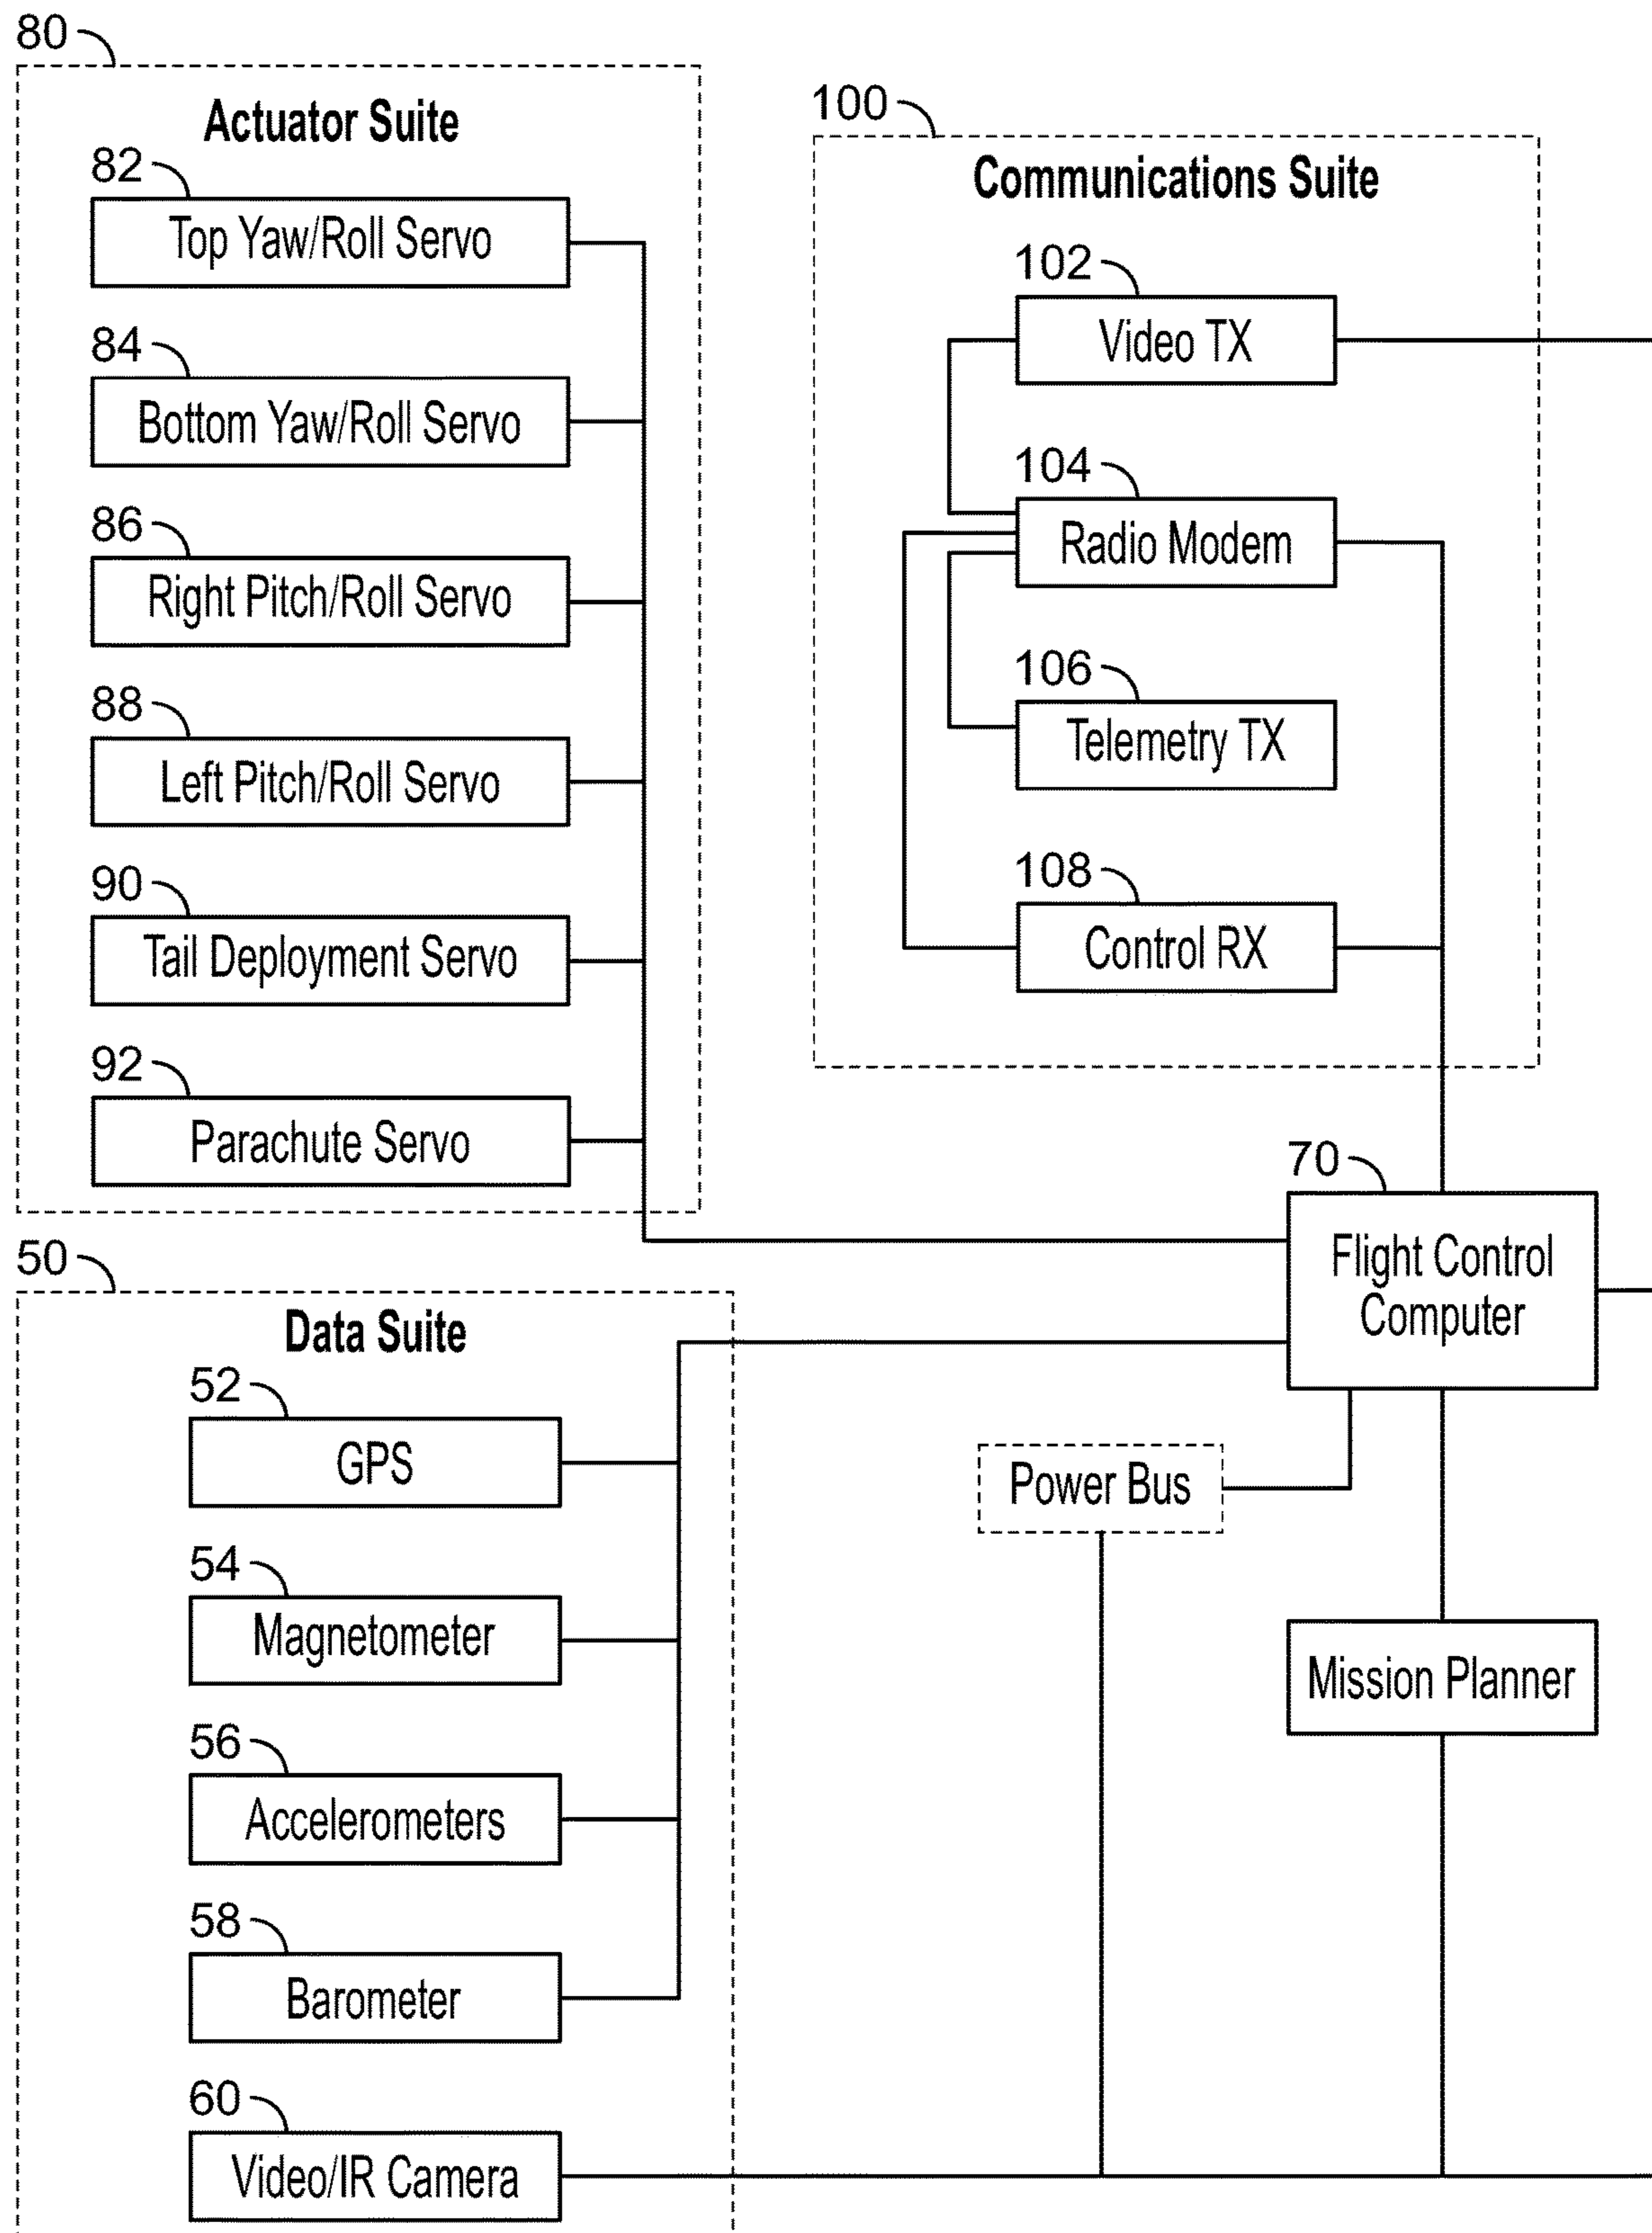 80
Actuator Suite
82
Top Yaw/Roll Servo
84
Bottom Yaw/Roll Servo
86
Right Pitch/Roll Servo
88
Left Pitch/Roll Servo
90
Tail Deployment Servo
92
Parachute Servo
100
Communications Suite
102
Video TX
104
Radio Modem
106
Telemetry TX
108
Control RX
70
Flight Control
Computer
50
Data Suite
52
GPS
54
Magnetometer
56
Accelerometers
58
Barometer
60
Video/IR Camera
Power Bus
Mission Planner